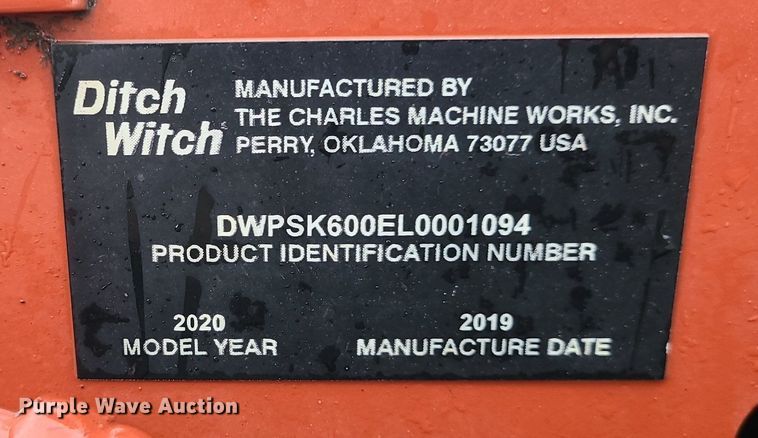 Ditch Witch
MANUFACTURED BY
THE CHARLES MACHINE WORKS, INC.
PERRY, OKLAHOMA 73077 USA
DWPSK600EL0001094
PRODUCT IDENTIFICATION NUMBER
2020
MODEL YEAR
2019
MANUFACTURE DATE
Purple Wave Auction